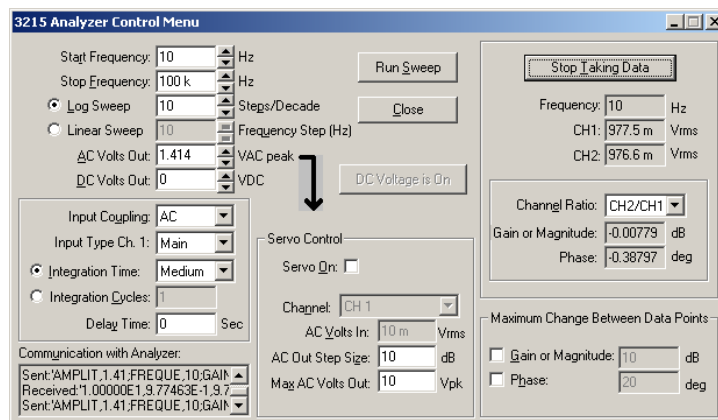 3215 Analyzer Control Menu
Start Frequency: 10 Hz
Stop Frequency: 100 k Hz
Log Sweep 10 Steps/Decade
Linear Sweep 10 Frequency Step (Hz)
AC Volts Out: 1.414 VAC peak
DC Volts Out: 0 VDC
Run Sweep
Close
DC Voltage is On
Input Coupling: AC
Input Type Ch. 1: Main
Integration Time: Medium
Integration Cycles: 1
Delay Time: 0 Sec
Communication with Analyzer:
Sent:'AMPLIT,1.41;FREQUE,10;GAIN
Received:'1.00000E1,9.77463E-1,9.7
Sent:'AMPLIT,1.41;FREQUE,10;GAIN
Servo Control
Servo On:
Channel: CH 1
AC Volts In: 10 m Vrms
AC Out Step Size: 10 dB
Max AC Volts Out: 10 Vpk
Stop Taking Data
Frequency: 10 Hz
CH1: 977.5 m Vrms
CH2: 976.6 m Vrms
Channel Ratio: CH2/CH1
Gain or Magnitude: -0.00779 dB
Phase: -0.38797 deg
Maximum Change Between Data Points
Gain or Magnitude: 10 dB
Phase: 20 deg